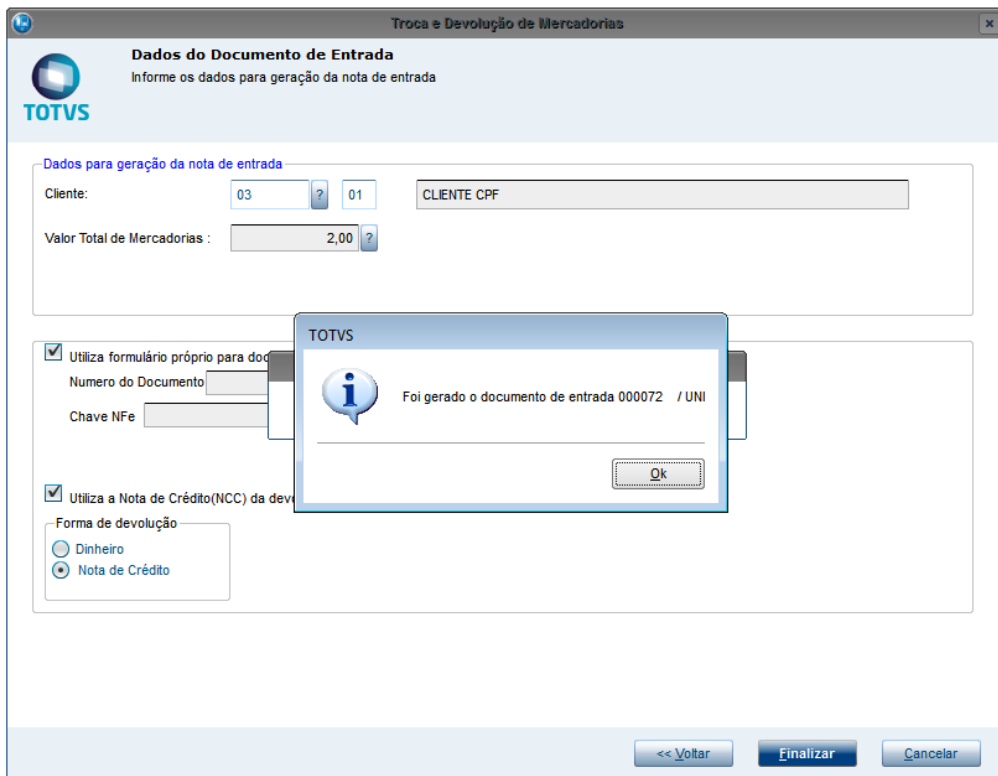 Troca e Devolução de Mercadorias
Dados do Documento de Entrada
Informe os dados para geração da nota de entrada
TOTVS
Dados para geração da nota de entrada
Cliente: 03 ? 01 CLIENTE CPF
Valor Total de Mercadorias : 2,00 ?
TOTVS
Foi gerado o documento de entrada 000072 / UNI
Ok
Utiliza formulário próprio para doc
Numero do Documento
Chave NFe
Utiliza a Nota de Crédito(NCC) da devo
Forma de devolução
Dinheiro
Nota de Crédito
<< Voltar Finalizar Cancelar